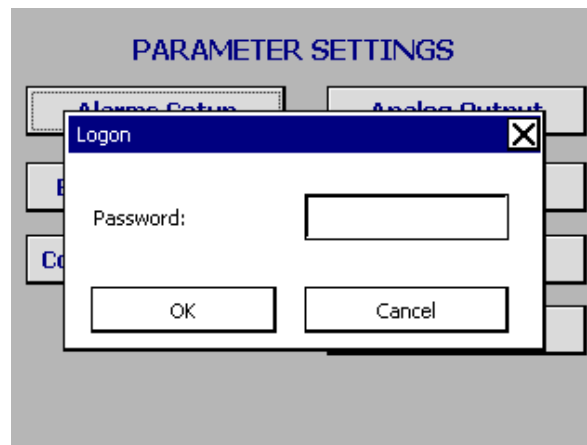 PARAMETER SETTINGS
Alarms Setup
Analog Output
Logon
Password:
OK
Cancel